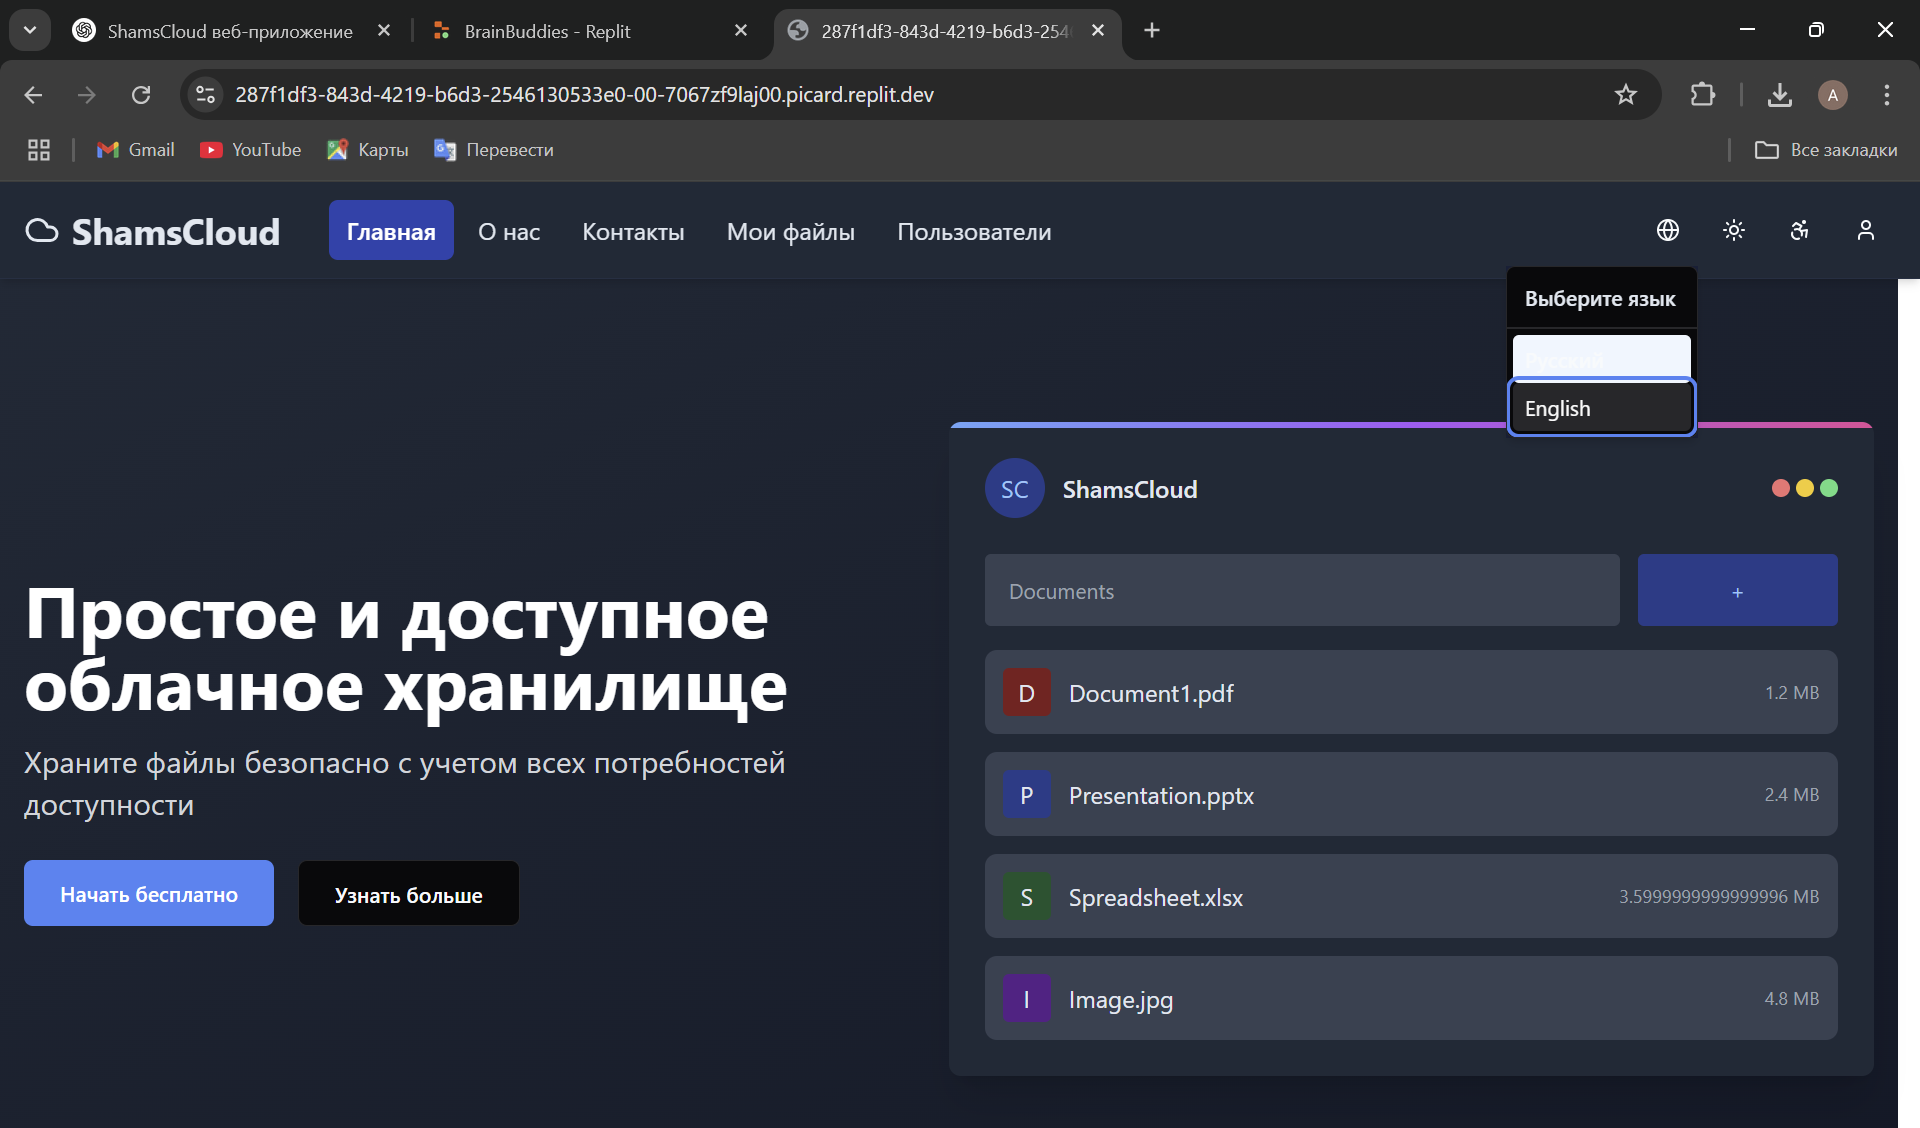 ShamsCloud веб-приложение
BrainBuddies - Replit
287f1df3-843d-4219-b6d3-254
287f1df3-843d-4219-b6d3-2546130533e0-00-7067zf9laj00.picard.replit.dev
A
Gmail
YouTube
Карты
Перевести
Все закладки
ShamsCloud
Главная
О нас
Контакты
Мои файлы
Пользователи
Выберите язык
Русский
English
SC
ShamsCloud
Documents
+
D
Document1.pdf
1.2 MB
P
Presentation.pptx
2.4 MB
S
Spreadsheet.xlsx
3.5999999999999996 MB
I
Image.jpg
4.8 MB
Простое и доступное
облачное хранилище
Храните файлы безопасно с учетом всех потребностей
доступности
Начать бесплатно
Узнать больше